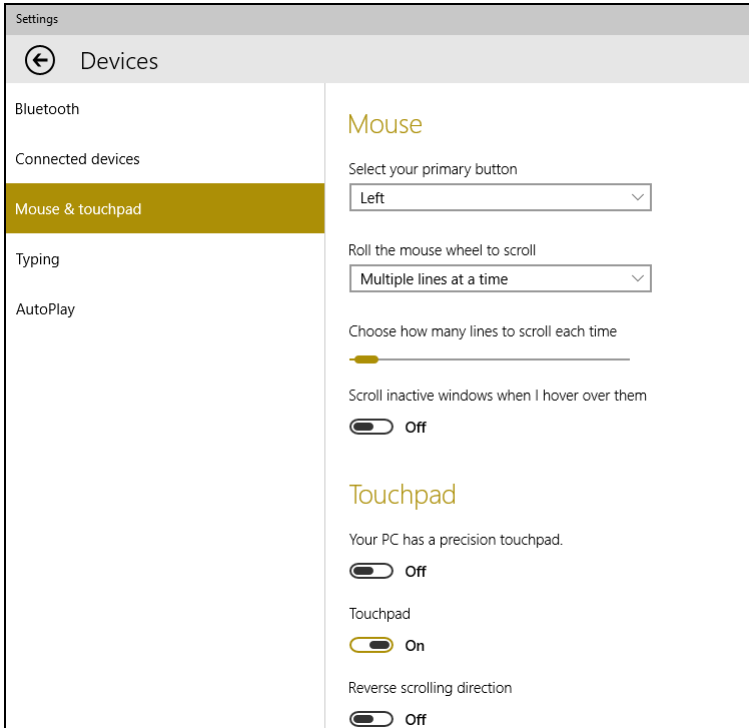 Settings
Devices
Bluetooth
Connected devices
Mouse & touchpad
Typing
AutoPlay
Mouse
Select your primary button
Left
Roll the mouse wheel to scroll
Multiple lines at a time
Choose how many lines to scroll each time
Scroll inactive windows when I hover over them
Off
Touchpad
Your PC has a precision touchpad.
Off
Touchpad
On
Reverse scrolling direction
Off